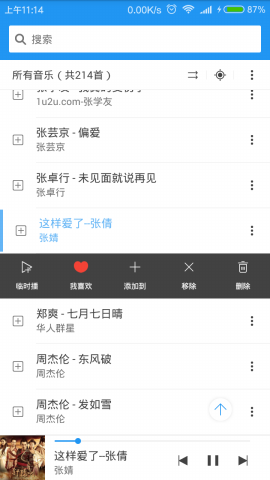 上午11:14
0.00K/s
87%
搜索
所有音乐（共214首）
1u2u.com-张学友
张芸京 - 偏爱
张芸京
张卓行 - 未见面就说再见
张卓行
这样爱了--张倩
张婧
临时播
我喜欢
添加到
移除
删除
郑爽 - 七月七日晴
华人群星
周杰伦 - 东风破
周杰伦
周杰伦 - 发如雪
周杰伦
这样爱了--张倩
张婧